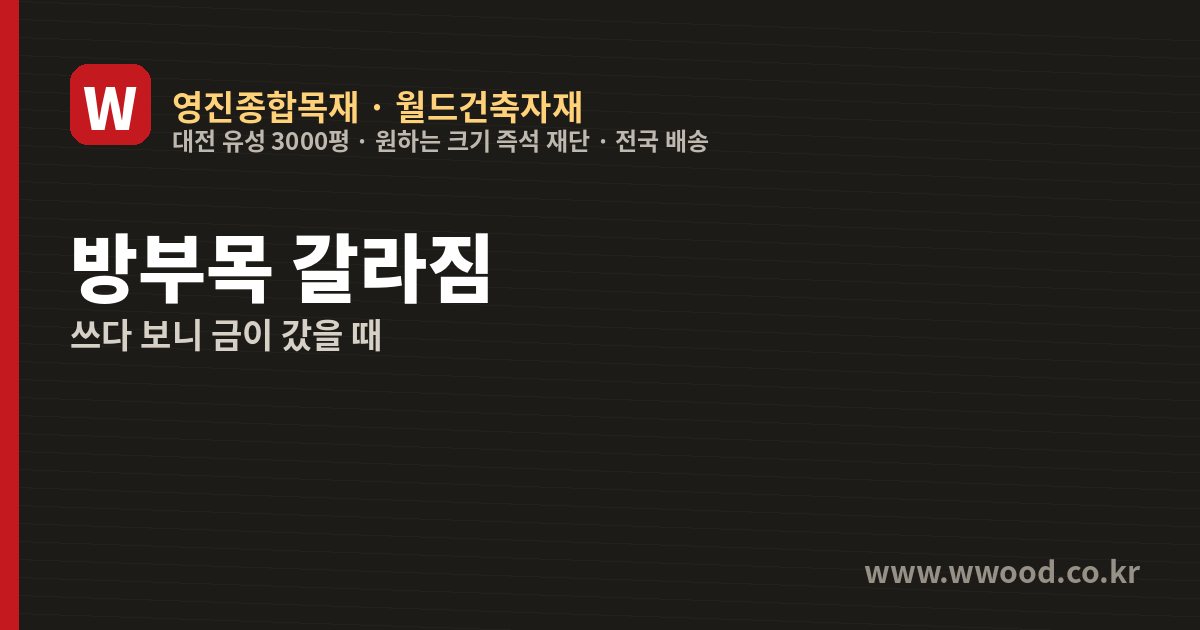 W
영진종합목재 · 월드건축자재
대전 유성 3000평 · 원하는 크기 즉석 재단 · 전국 배송
방부목 갈라짐
쓰다 보니 금이 갔을 때
www.wwood.co.kr